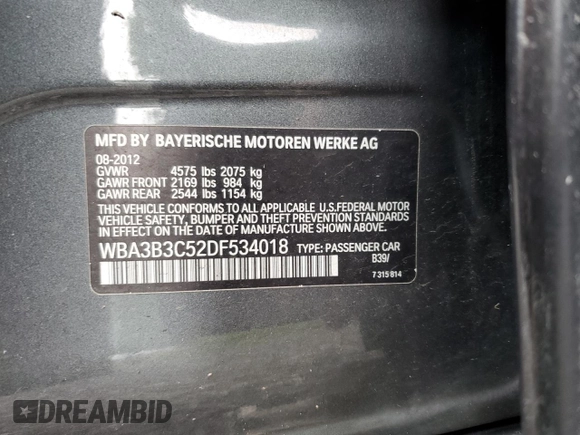 MFD BY BAYERISCHE MOTOREN WERKE AG
08-2012
GVWR 4575 lbs 2075 kg
GAWR FRONT 2169 lbs 984 kg
GAWR REAR 2544 lbs 1154 kg
THIS VEHICLE CONFORMS TO ALL APPLICABLE U.S.FEDERAL MOTOR
VEHICLE SAFETY, BUMPER AND THEFT PREVENTION STANDARDS
IN EFFECT ON THE DATE OF MANUFACTURE SHOWN ABOVE.
WBA3B3C52DF534018 TYPE: PASSENGER CAR
B39/
7 315 814
DREAMBID